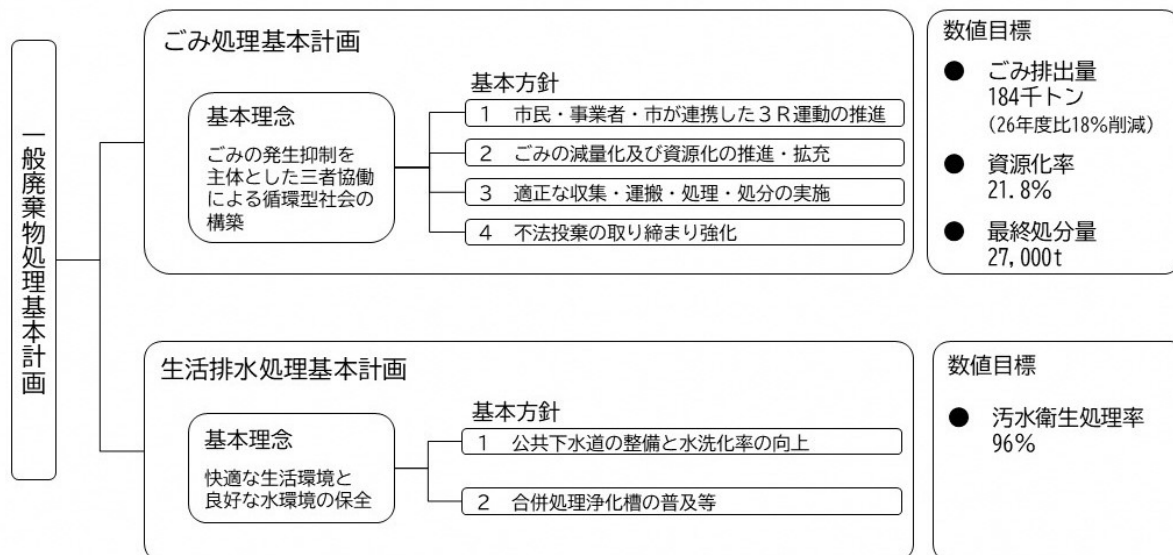 一般廃棄物処理基本計画
ごみ処理基本計画
基本理念
ごみの発生抑制を
主体とした三者協働
による循環型社会の
構築
基本方針
1 市民・事業者・市が連携した3R運動の推進
2 ごみの減量化及び資源化の推進・拡充
3 適正な収集・運搬・処理・処分の実施
4 不法投棄の取り締まり強化
数値目標
● ごみ排出量
184千トン
(26年度比18%削減)
● 資源化率
21.8%
● 最終処分量
27,000t
生活排水処理基本計画
基本理念
快適な生活環境と
良好な水環境の保全
基本方針
1 公共下水道の整備と水洗化率の向上
2 合併処理浄化槽の普及等
数値目標
● 汚水衛生処理率
96%